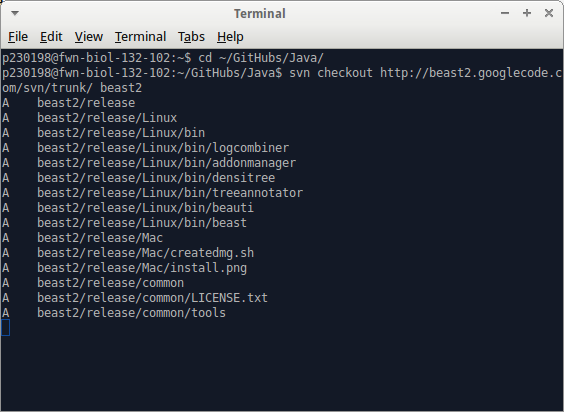 Terminal
File Edit View Terminal Tabs Help
p230198@fwn-biol-132-102:~$ cd ~/GitHubs/Java/
p230198@fwn-biol-132-102:~/GitHubs/Java$ svn checkout http://beast2.googlecode.c
om/svn/trunk/ beast2
A    beast2/release
A    beast2/release/Linux
A    beast2/release/Linux/bin
A    beast2/release/Linux/bin/logcombiner
A    beast2/release/Linux/bin/addonmanager
A    beast2/release/Linux/bin/densitree
A    beast2/release/Linux/bin/treeannotator
A    beast2/release/Linux/bin/beauti
A    beast2/release/Linux/bin/beast
A    beast2/release/Mac
A    beast2/release/Mac/createdmg.sh
A    beast2/release/Mac/install.png
A    beast2/release/common
A    beast2/release/common/LICENSE.txt
A    beast2/release/common/tools